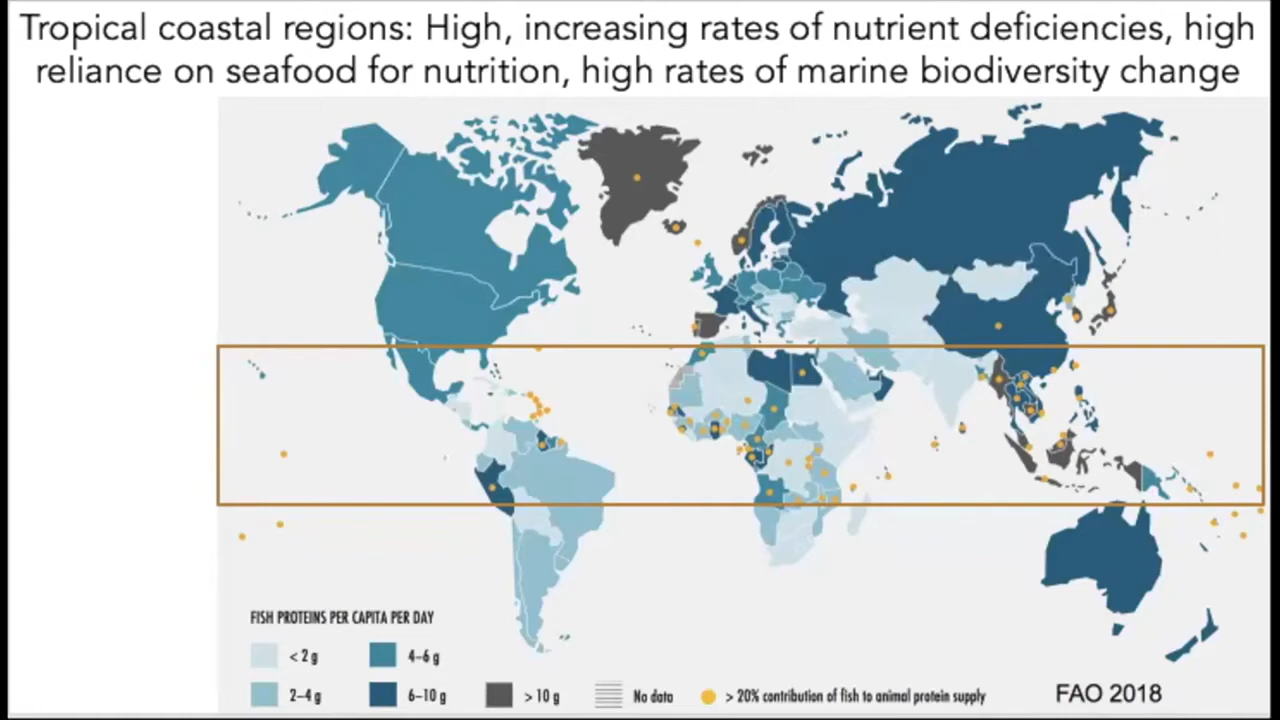 Tropical coastal regions: High, increasing rates of nutrient deficiencies, high
reliance on seafood for nutrition, high rates of marine biodiversity change
FISH PROTEINS PER CAPITA PER DAY
< 2 g
4–6 g
2–4 g
6–10 g
> 10 g
No data
> 20% contribution of fish to animal protein supply
FAO 2018